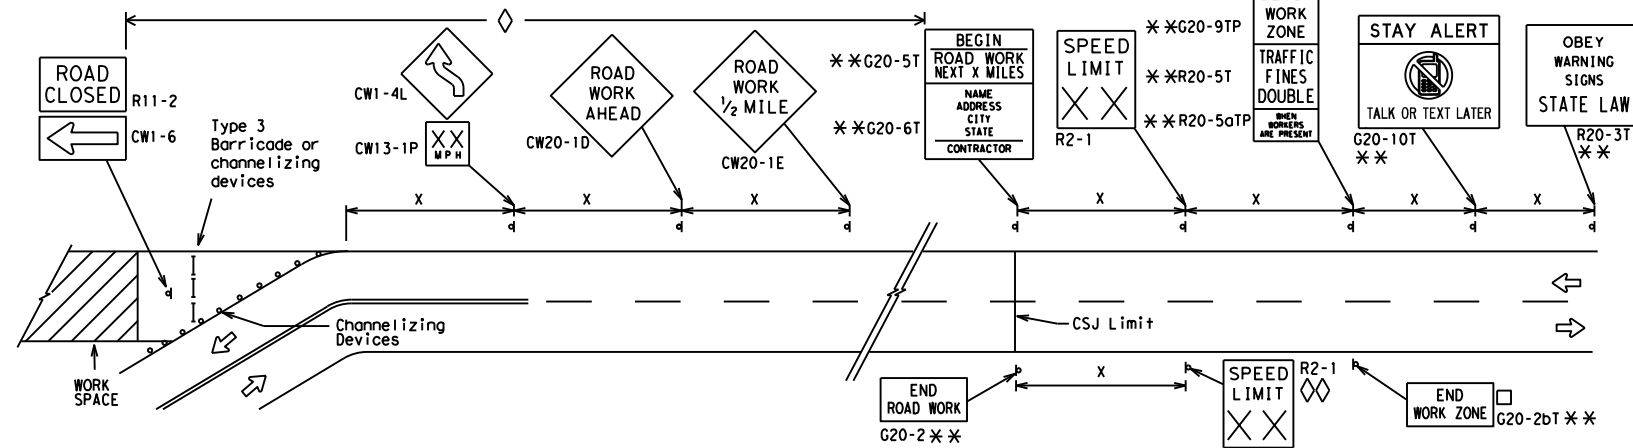 ROAD
CLOSED
R11-2
CW1-6
Type 3
Barricade or
channelizing
devices
CW1-4L
XX
MPH
CW13-1P
ROAD
WORK
AHEAD
CW20-1D
ROAD
WORK
1/2 MILE
CW20-1E
**G20-5T
BEGIN
ROAD WORK
NEXT X MILES
**G20-6T
NAME
ADDRESS
CITY
STATE
CONTRACTOR
SPEED
LIMIT
XX
R2-1
**G20-9TP
WORK
ZONE
**R20-5T
TRAFFIC
FINES
DOUBLE
**R20-5aTP
WHEN
WORKERS
ARE PRESENT
STAY ALERT
TALK OR TEXT LATER
G20-10T
**
OBEY
WARNING
SIGNS
STATE LAW
R20-3T
**
X
X
X
X
X
X
X
Channelizing
Devices
WORK
SPACE
CSJ Limit
X
END
ROAD WORK
G20-2**
SPEED
LIMIT
XX
R2-1
END
WORK ZONE
G20-2bT**